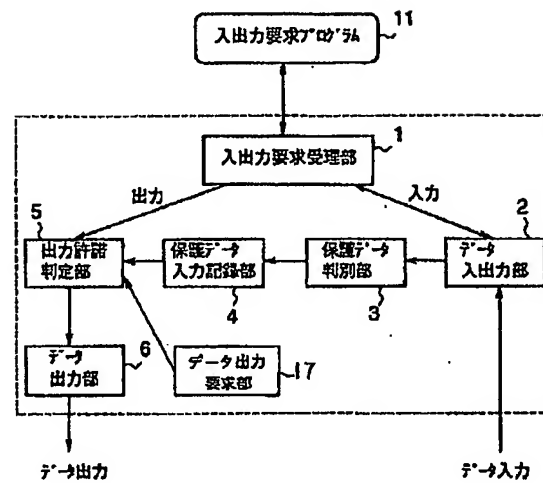 11
入出力要求プログラム
1
入出力要求受理部
出力
入力
5
出力許諾
判定部
保護データ
入力記録部
4
保護データ
判別部
3
2
データ
入出力部
6
データ
出力部
データ出力
要求部
17
データ出力
データ入力